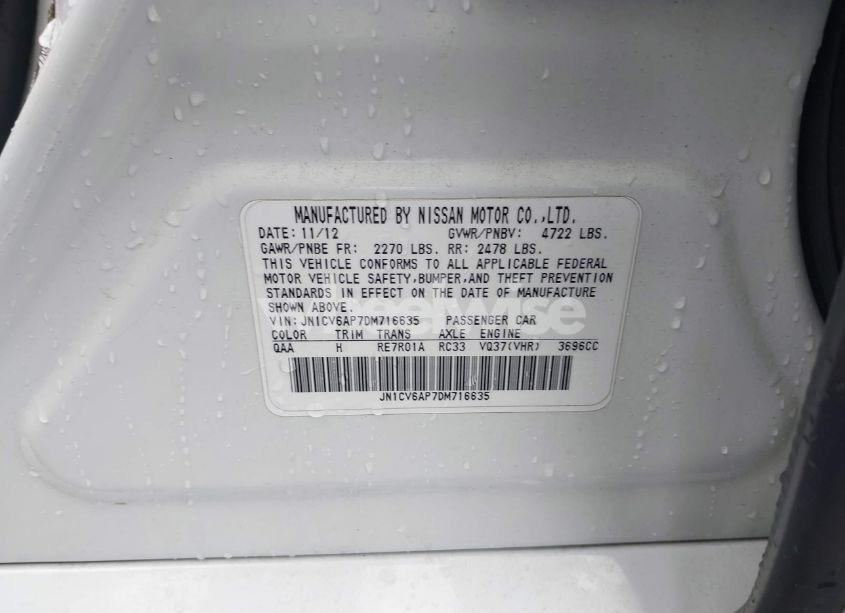 MANUFACTURED BY NISSAN MOTOR CO.,LTD.
DATE: 11/12 GVWR/PNBV: 4722 LBS.
GAWR/PNBE FR: 2270 LBS. RR: 2478 LBS.
THIS VEHICLE CONFORMS TO ALL APPLICABLE FEDERAL
MOTOR VEHICLE SAFETY,BUMPER,AND THEFT PREVENTION
STANDARDS IN EFFECT ON THE DATE OF MANUFACTURE
SHOWN ABOVE.
VIN: JN1CV6AP7DM716635 PASSENGER CAR
COLOR TRIM TRANS AXLE ENGINE
QAA H RE7R01A RC33 VQ37(VHR) 3696CC
JN1CV6AP7DM716635